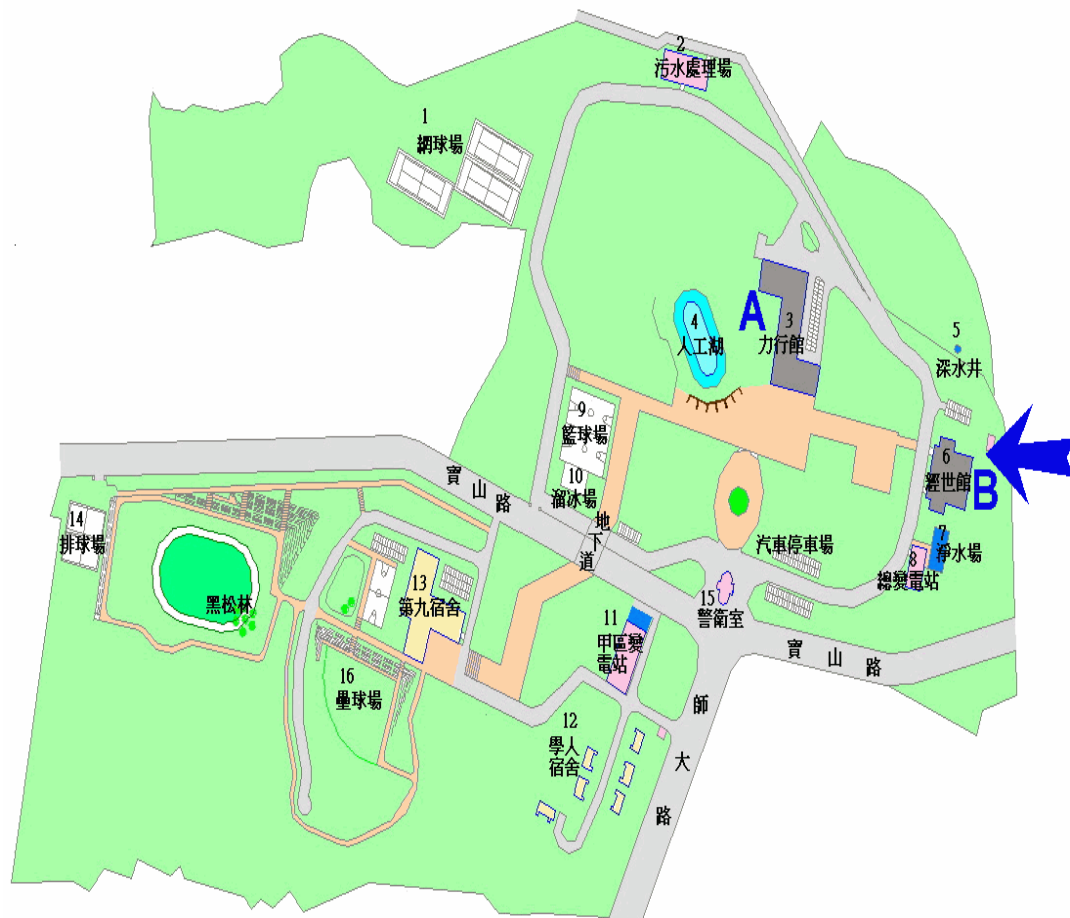 2
污水處理場
1
網球場
A
3
力行館
4
人工湖
5
深水井
9
籃球場
10
溜冰場
6
經世館
B
7
淨水場
8
總變電站
汽車停車場
15
警衛室
寶山路
地下道
寶山路
師大路
14
排球場
黑松林
13
第九宿舍
16
壘球場
11
甲區變
電站
12
學人
宿舍